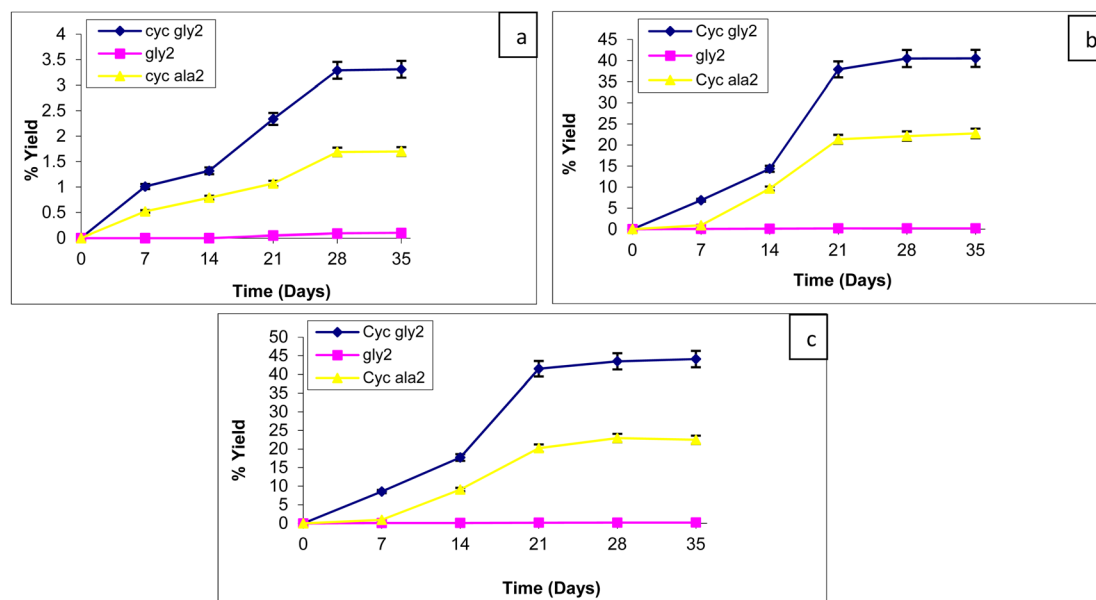 a
cyc gly2
gly2
cyc ala2
4
3.5
3
2.5
2
1.5
1
0.5
0
% Yield
0 7 14 21 28 35
Time (Days)
b
Cyc gly2
gly2
Cyc ala2
45
40
35
30
25
20
15
10
5
0
% Yield
0 7 14 21 28 35
Time (Days)
c
Cyc gly2
gly2
Cyc ala2
50
45
40
35
30
25
20
15
10
5
0
% Yield
0 7 14 21 28 35
Time (Days)